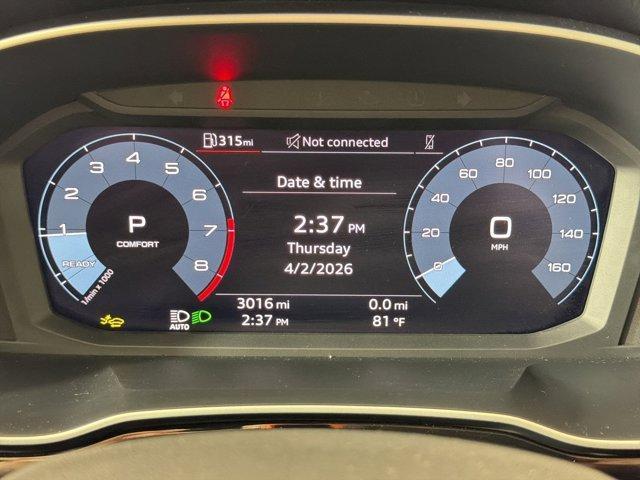 315mi Not connected
Date & time
2:37 PM
Thursday
4/2/2026
3016 mi 0.0 mi
2:37 PM 81 °F
1 2 3 4 5 6 7 8
P
COMFORT
READY
1/min x 1000
AUTO
0 20 40 60 80 100 120 140 160
0
MPH